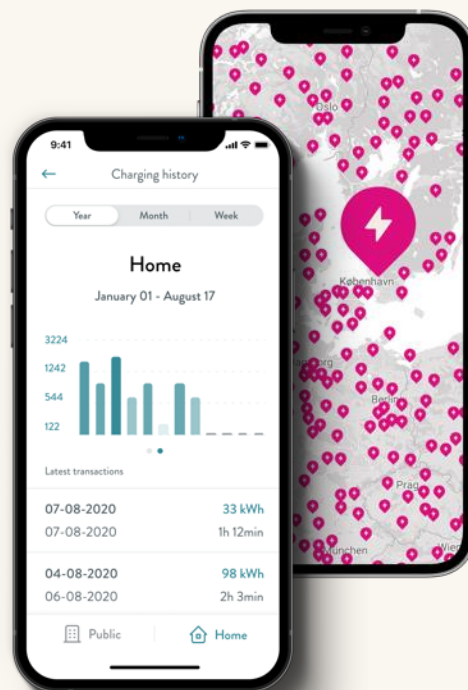 9:41
Charging history
Year Month Week
Home
January 01 - August 17
3224
1242
544
122
Latest transactions
07-08-2020 33 kWh
07-08-2020 1h 12min
04-08-2020 98 kWh
06-08-2020 2h 3min
Public Home
Oslo
København
Berlin
Prag
München
Wien